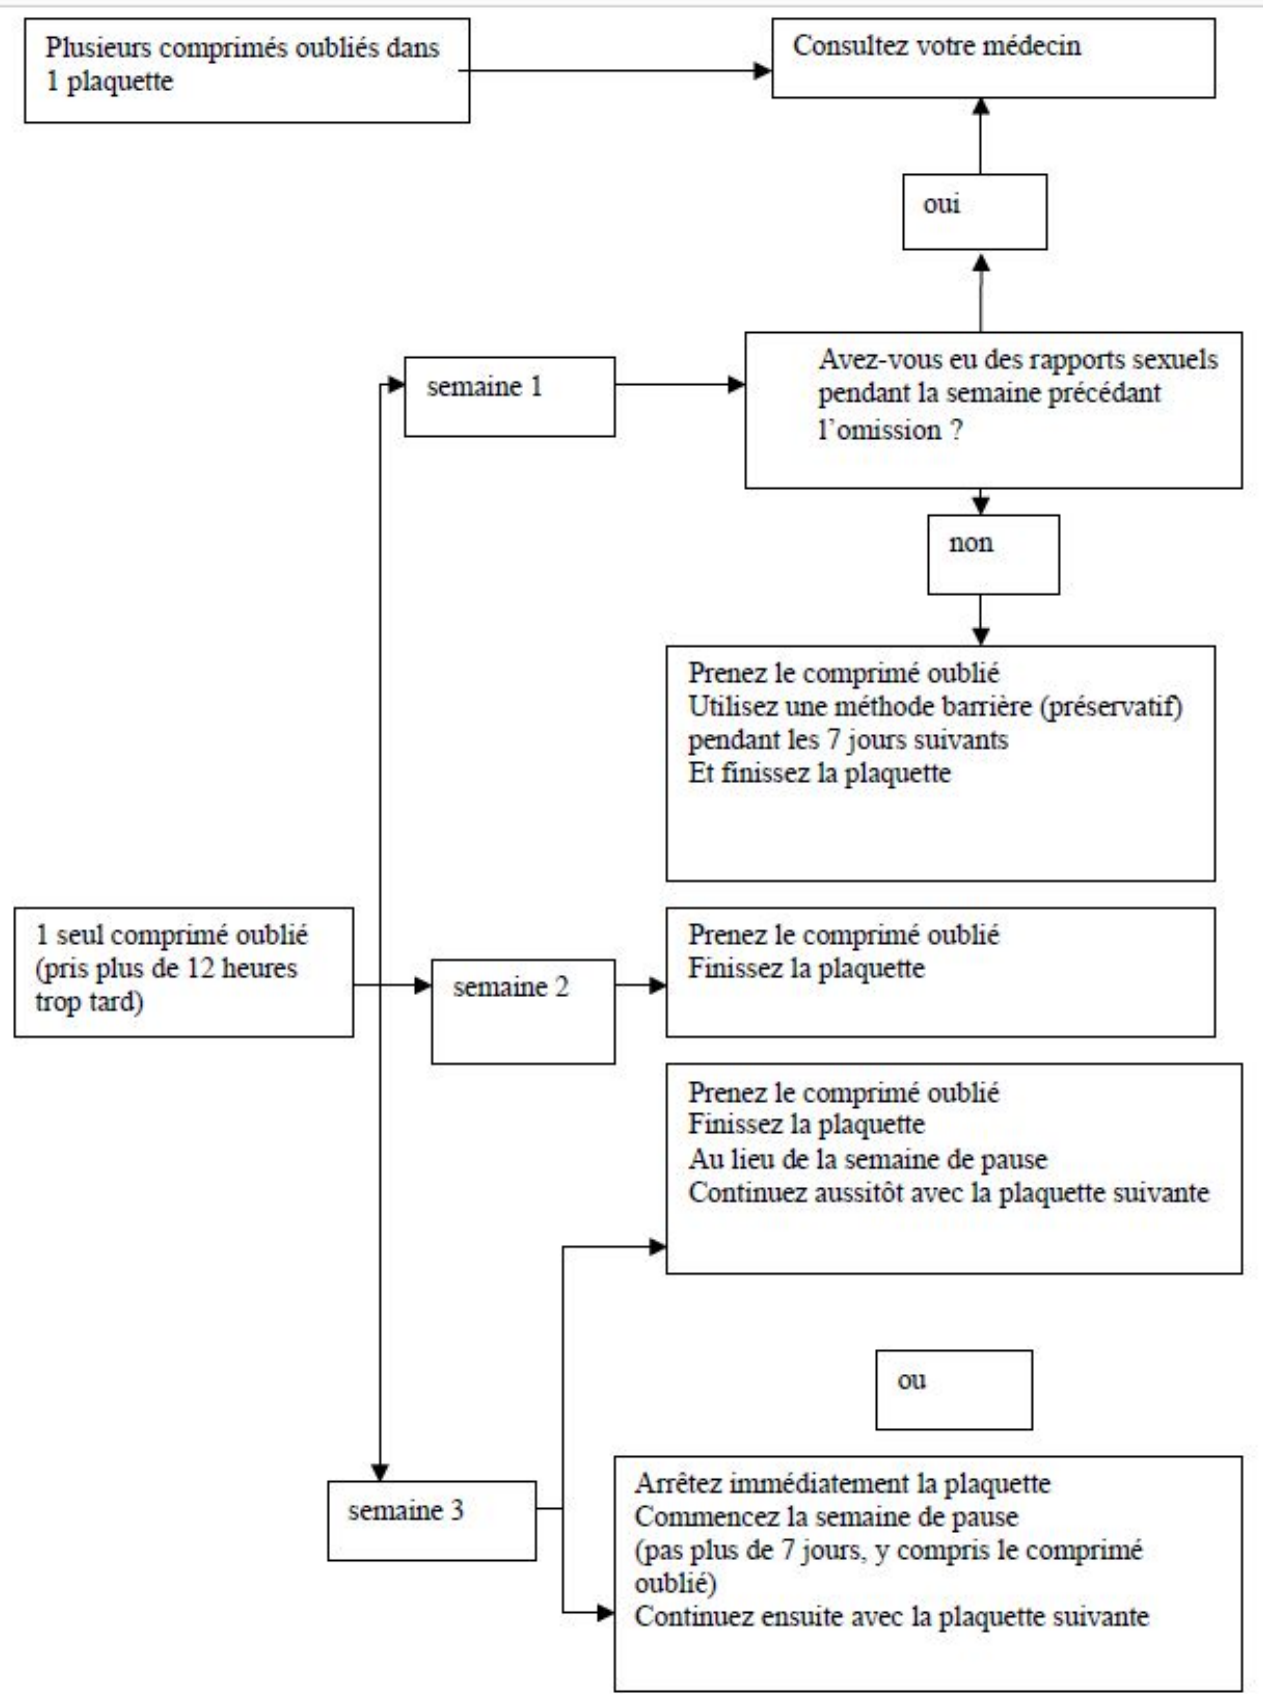 Plusieurs comprimés oubliés dans
1 plaquette
Consultez votre médecin
oui
semaine 1
Avez-vous eu des rapports sexuels
pendant la semaine précédant
l’omission ?
non
Prenez le comprimé oublié
Utilisez une méthode barrière (préservatif)
pendant les 7 jours suivants
Et finissez la plaquette
1 seul comprimé oublié
(pris plus de 12 heures
trop tard)
semaine 2
Prenez le comprimé oublié
Finissez la plaquette
Prenez le comprimé oublié
Finissez la plaquette
Au lieu de la semaine de pause
Continuez aussitôt avec la plaquette suivante
ou
semaine 3
Arrêtez immédiatement la plaquette
Commencez la semaine de pause
(pas plus de 7 jours, y compris le comprimé
oublié)
Continuez ensuite avec la plaquette suivante